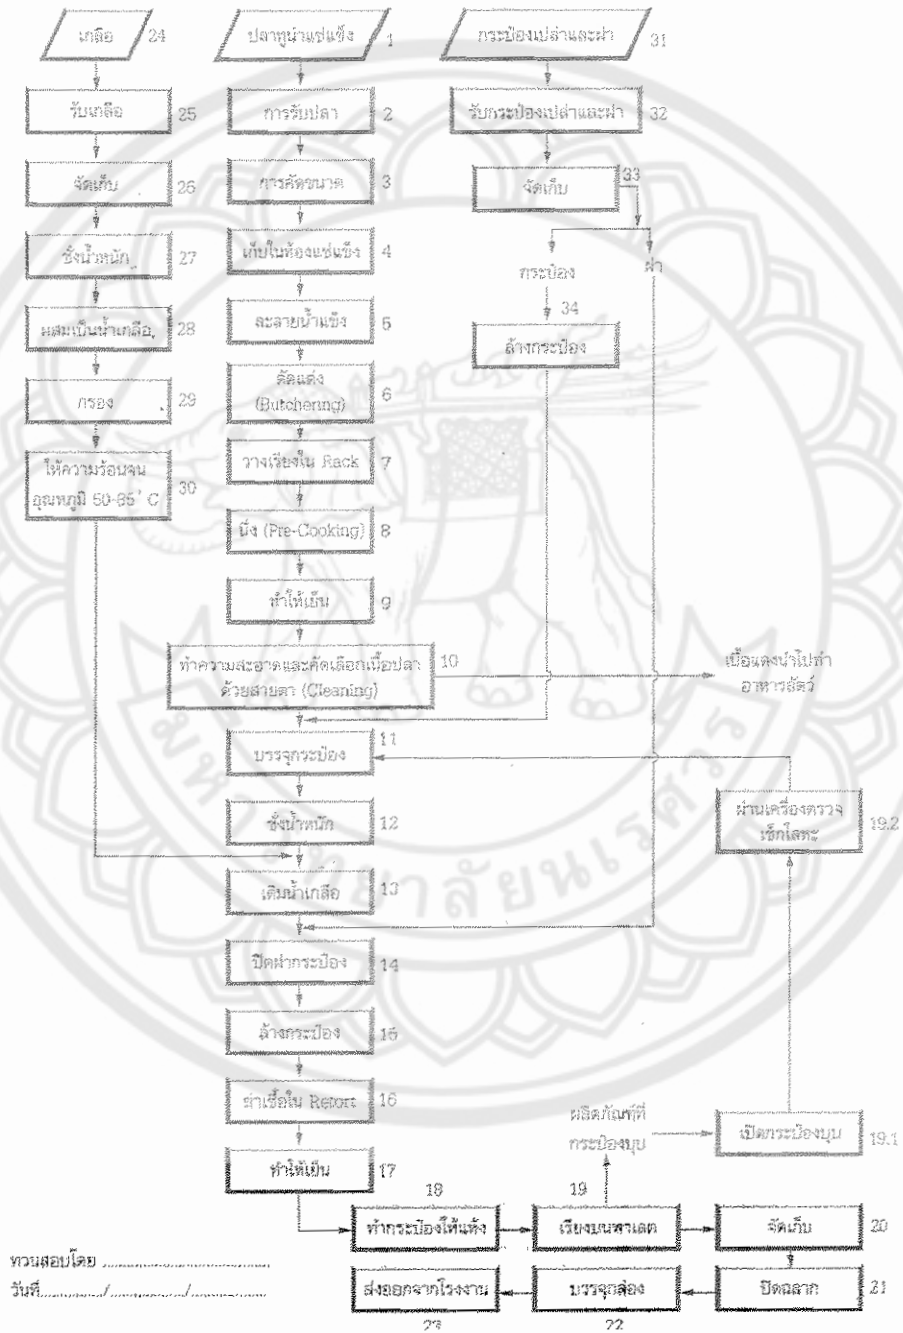 เกลือ 24
ปลาทูน่าแช่แข็ง 1
กระป๋องเปล่าและฝา 31
รับเกลือ 25
การรับปลา 2
รับกระป๋องเปล่าและฝา 32
จัดเก็บ 26
การคัดขนาด 3
จัดเก็บ 33
ชั่งน้ำหนัก 27
เก็บในห้องแช่แข็ง 4
กระป๋อง
ฝา
ผสมเป็นน้ำเกลือ 28
ละลายน้ำแข็ง 5
34
ล้างกระป๋อง
กรอง 29
ตัดแต่ง
(Butchering) 6
ให้ความร้อนจน
อุณหภูมิ 50-85°C 30
วางเรียงใน Rack 7
นึ่ง (Pre-Cooking) 8
ทำให้เย็น 9
ทำความสะอาดและคัดเลือกเนื้อปลา 10
ด้วยสายตา (Cleaning)
เนื้อแดงนำไปทำ
อาหารสัตว์
บรรจุกระป๋อง 11
ชั่งน้ำหนัก 12
ผ่านเครื่องตรวจ
เช็กโลหะ 19.2
เติมน้ำเกลือ 13
ปิดฝากระป๋อง 14
ล้างกระป๋อง 15
ฆ่าเชื้อใน Retort 16
ผลิตภัณฑ์ที่
กระป๋องบุบ
เปิดกระป๋องบุบ 19.1
ทำให้เย็น 17
18
ทำกระป๋องให้แห้ง
19
เรียงบนพาเลต
จัดเก็บ 20
ทวนสอบโดย ..............................
วันที่................/................/................
ส่งออกจากโรงงาน
23
บรรจุกล่อง
22
ปิดฉลาก 21
มหาวิทยาลัยนเรศวร